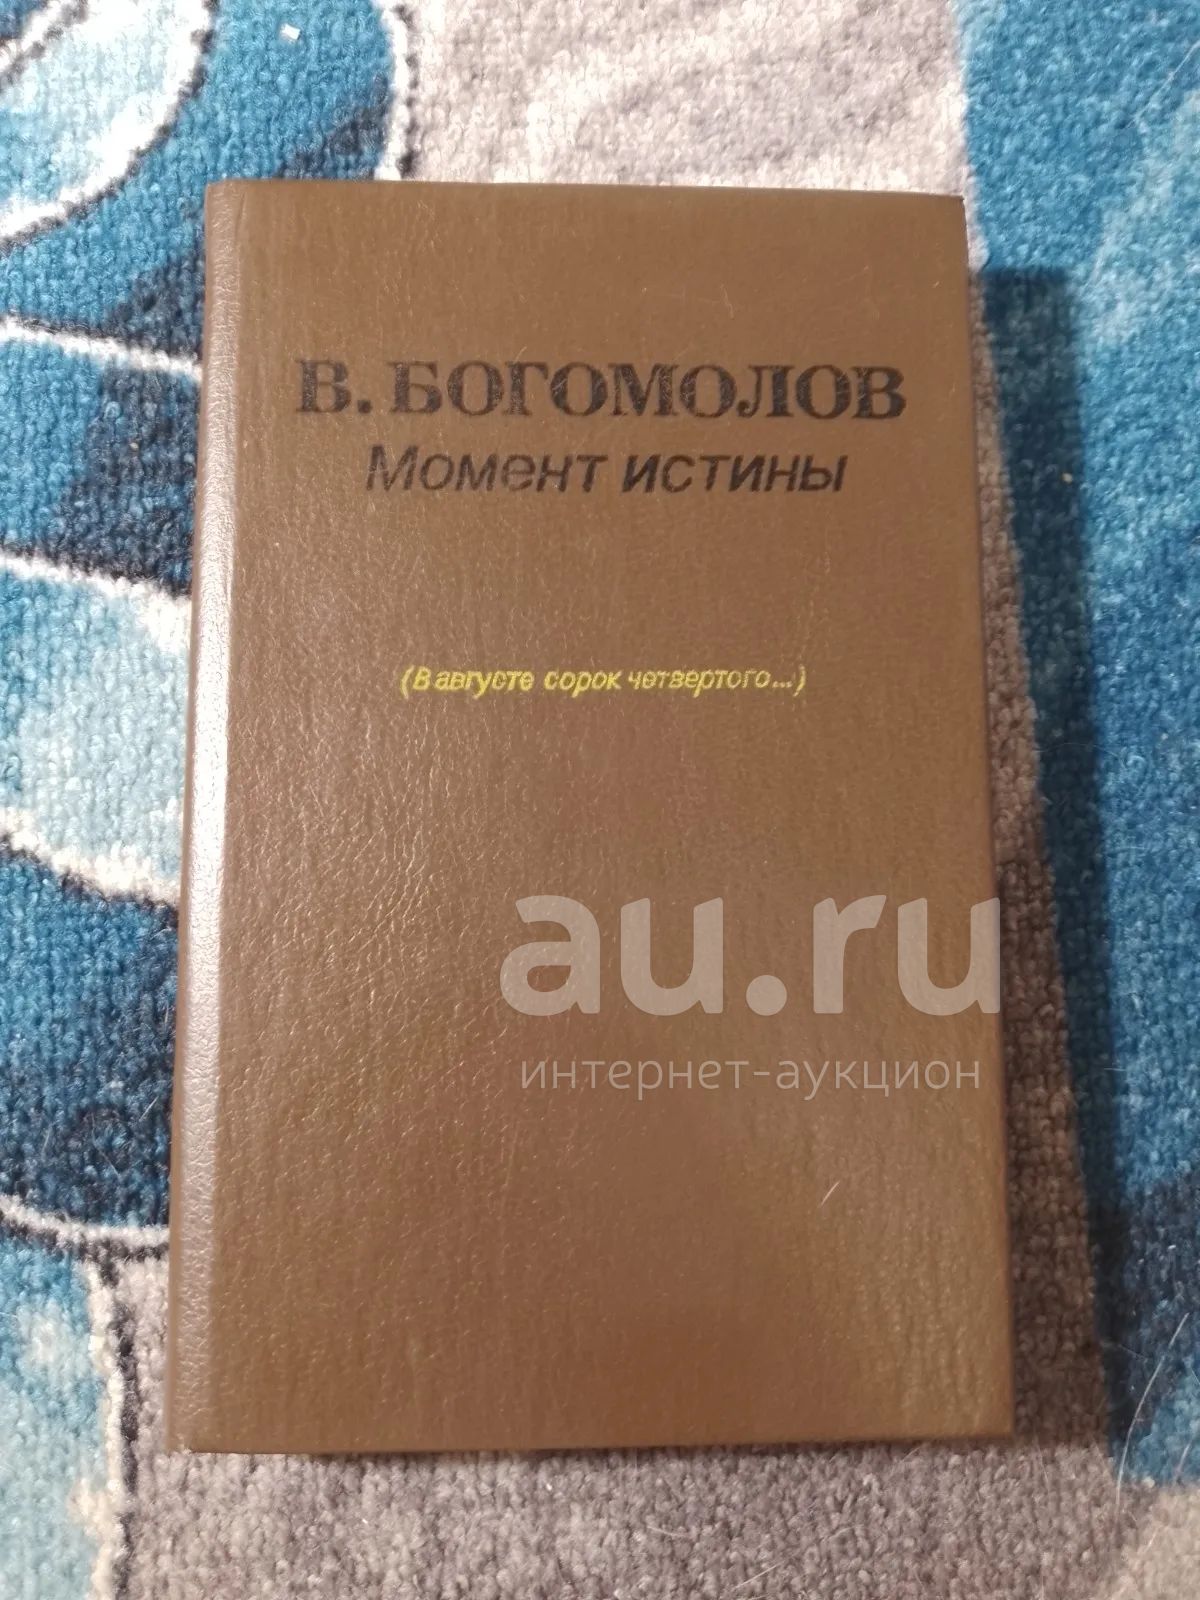 В. БОГОМОЛОВ
Момент истины
(В августе сорок четвертого...)
au.ru
интернет-аукцион